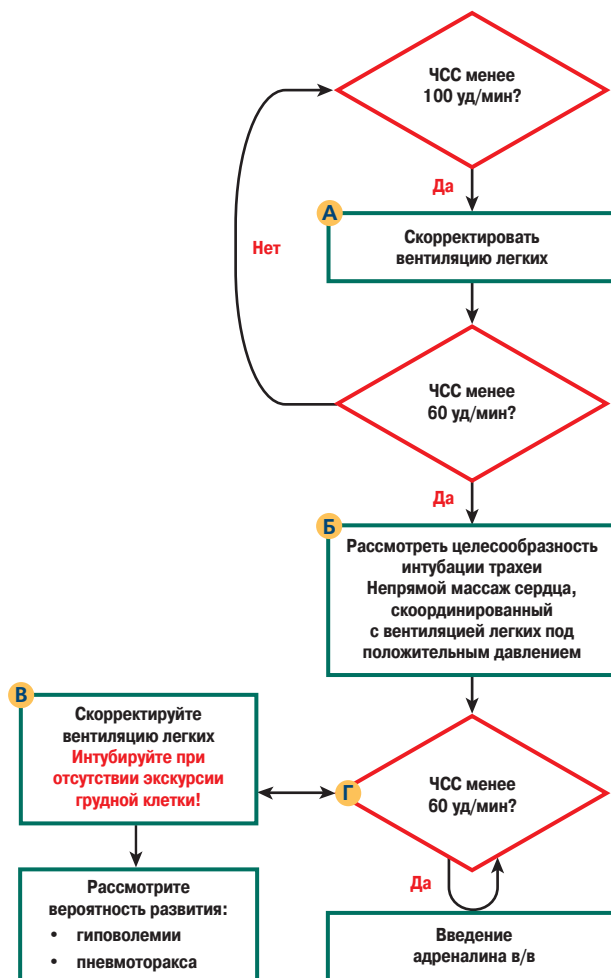 ЧСС менее
100 уд/мин?
Да
А
Скорректировать
вентиляцию легких
Нет
ЧСС менее
60 уд/мин?
Да
Б
Рассмотреть целесообразность
интубации трахеи
Непрямой массаж сердца,
скоординированный
с вентиляцией легких под
положительным давлением
В
Скорректируйте
вентиляцию легких
Интубируйте при
отсутствии экскурсии
грудной клетки!
Г
ЧСС менее
60 уд/мин?
Да
Рассмотрите
вероятность развития:
• гиповолемии
• пневмоторакса
Введение
адреналина в/в